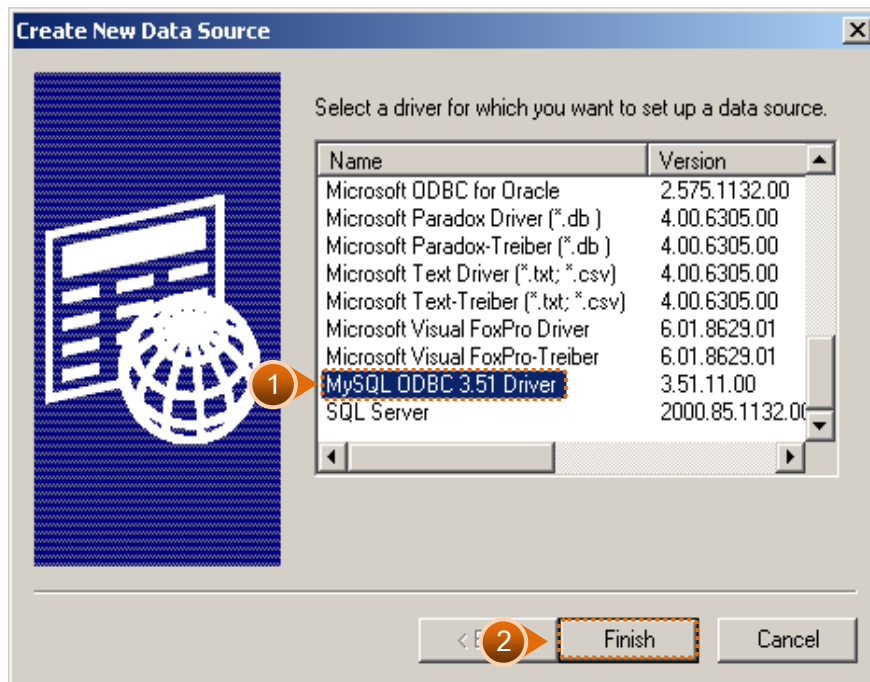 Create New Data Source
Select a driver for which you want to set up a data source.
Name Version
Microsoft ODBC for Oracle 2.575.1132.00
Microsoft Paradox Driver (*.db ) 4.00.6305.00
Microsoft Paradox-Treiber (*.db ) 4.00.6305.00
Microsoft Text Driver (*.txt; *.csv) 4.00.6305.00
Microsoft Text-Treiber (*.txt; *.csv) 4.00.6305.00
Microsoft Visual FoxPro Driver 6.01.8629.01
Microsoft Visual FoxPro-Treiber 6.01.8629.01
1 MySQL ODBC 3.51 Driver 3.51.11.00
SQL Server 2000.85.1132.0
< 2 Finish Cancel